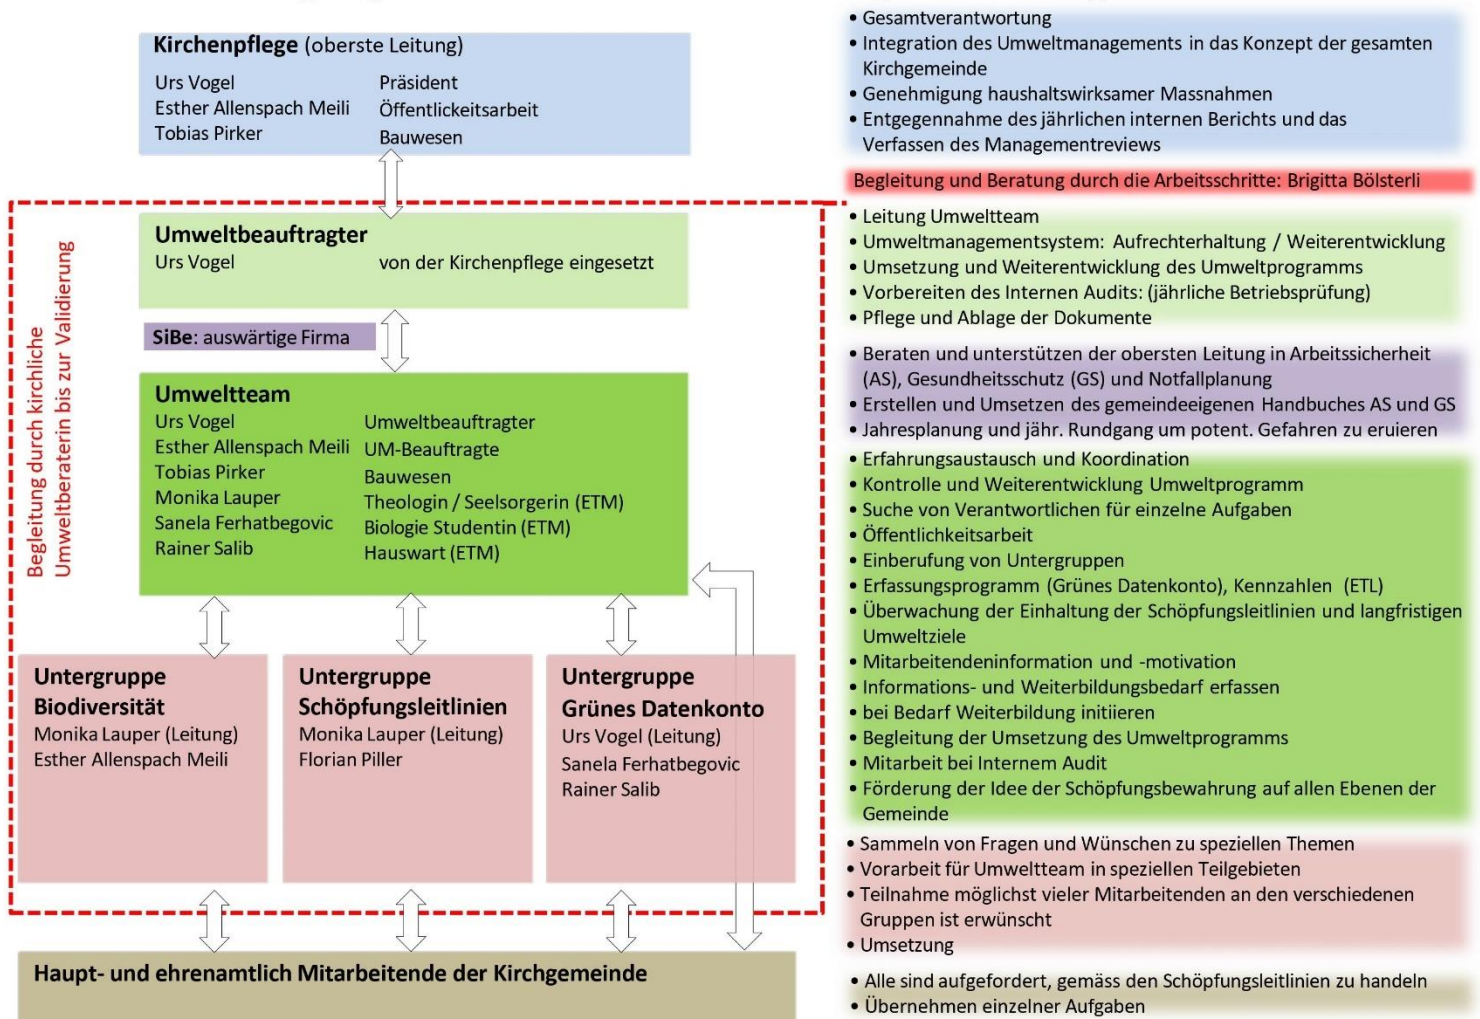 Kirchenpflege (oberste Leitung)
Urs Vogel Präsident
Esther Allenspach Meili Öffentlickeitsarbeit
Tobias Pirker Bauwesen
Begleitung durch kirchliche
Umweltberaterin bis zur Validierung
Umweltbeauftragter
Urs Vogel von der Kirchenpflege eingesetzt
SiBe: auswärtige Firma
Umweltteam
Urs Vogel Umweltbeauftragter
Esther Allenspach Meili UM-Beauftragte
Tobias Pirker Bauwesen
Monika Lauper Theologin / Seelsorgerin (ETM)
Sanela Ferhatbegovic Biologie Studentin (ETM)
Rainer Salib Hauswart (ETM)
Untergruppe
Biodiversität
Monika Lauper (Leitung)
Esther Allenspach Meili
Untergruppe
Schöpfungsleitlinien
Monika Lauper (Leitung)
Florian Piller
Untergruppe
Grünes Datenkonto
Urs Vogel (Leitung)
Sanela Ferhatbegovic
Rainer Salib
Haupt- und ehrenamtlich Mitarbeitende der Kirchgemeinde
• Gesamtverantwortung
• Integration des Umweltmanagements in das Konzept der gesamten
Kirchgemeinde
• Genehmigung haushaltswirksamer Massnahmen
• Entgegennahme des jährlichen internen Berichts und das
Verfassen des Managementreviews
Begleitung und Beratung durch die Arbeitsschritte: Brigitta Bölsterli
• Leitung Umweltteam
• Umweltmanagementsystem: Aufrechterhaltung / Weiterentwicklung
• Umsetzung und Weiterentwicklung des Umweltprogramms
• Vorbereiten des Internen Audits: (jährliche Betriebsprüfung)
• Pflege und Ablage der Dokumente
• Beraten und unterstützen der obersten Leitung in Arbeitssicherheit
(AS), Gesundheitsschutz (GS) und Notfallplanung
• Erstellen und Umsetzen des gemeindeeigenen Handbuches AS und GS
• Jahresplanung und jähr. Rundgang um potent. Gefahren zu eruieren
• Erfahrungsaustausch und Koordination
• Kontrolle und Weiterentwicklung Umweltprogramm
• Suche von Verantwortlichen für einzelne Aufgaben
• Öffentlichkeitsarbeit
• Einberufung von Untergruppen
• Erfassungsprogramm (Grünes Datenkonto), Kennzahlen (ETL)
• Überwachung der Einhaltung der Schöpfungsleitlinien und langfristigen
Umweltziele
• Mitarbeitendeninformation und -motivation
• Informations- und Weiterbildungsbedarf erfassen
• bei Bedarf Weiterbildung initiieren
• Begleitung der Umsetzung des Umweltprogramms
• Mitarbeit bei Internem Audit
• Förderung der Idee der Schöpfungsbewahrung auf allen Ebenen der
Gemeinde
• Sammeln von Fragen und Wünschen zu speziellen Themen
• Vorarbeit für Umweltteam in speziellen Teilgebieten
• Teilnahme möglichst vieler Mitarbeitenden an den verschiedenen
Gruppen ist erwünscht
• Umsetzung
• Alle sind aufgefordert, gemäss den Schöpfungsleitlinien zu handeln
• Übernehmen einzelner Aufgaben